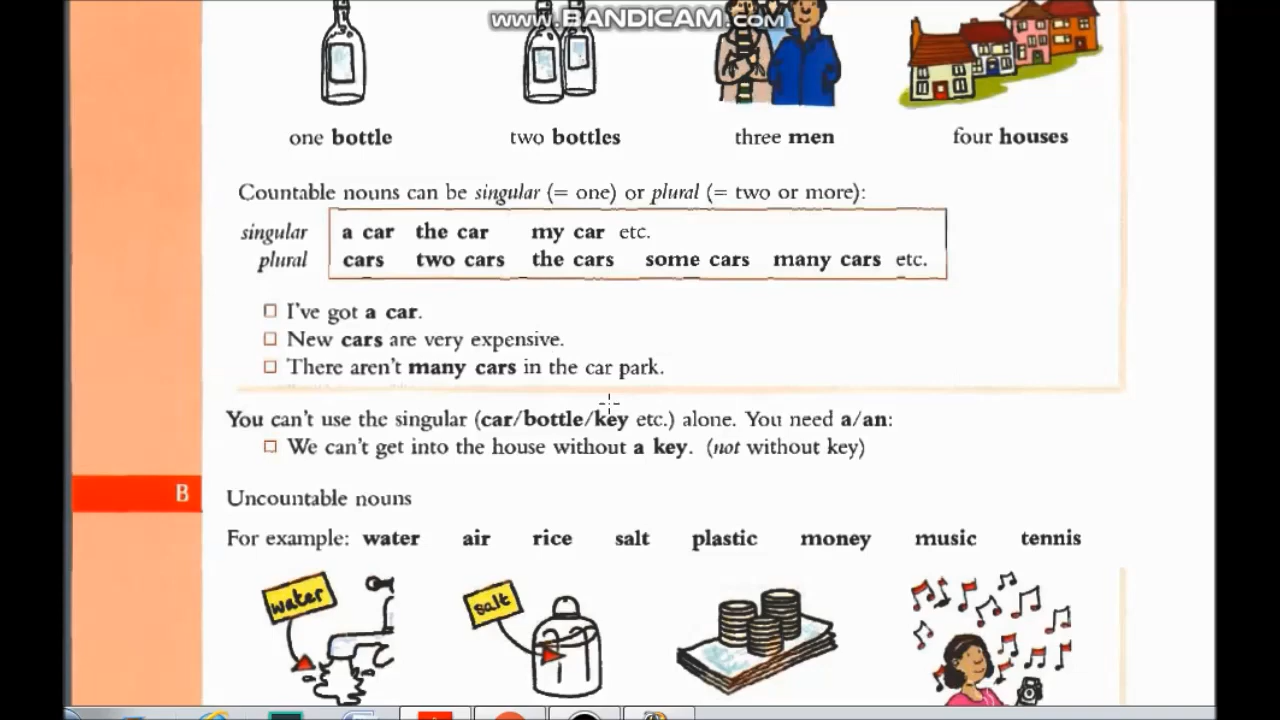 www.BANDICAM.com
one bottle two bottles three men four houses
Countable nouns can be singular (= one) or plural (= two or more):
singular a car the car my car etc.
plural cars two cars the cars some cars many cars etc.
I've got a car.
New cars are very expensive.
There aren't many cars in the car park.
You can't use the singular (car/bottle/key etc.) alone. You need a/an:
We can't get into the house without a key. (not without key)
B Uncountable nouns
For example: water air rice salt plastic money music tennis
water salt